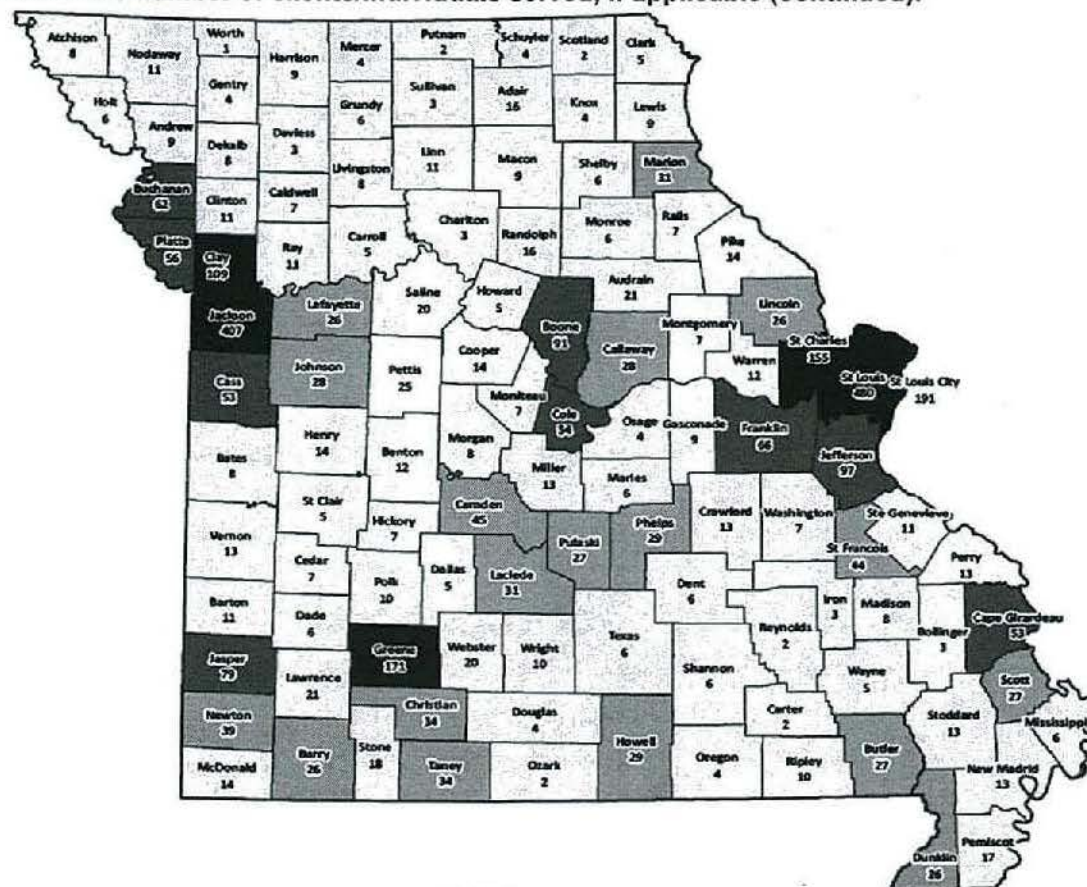 Atchison
8
Nodaway
11
Worth
1
Harrison
9
Mercer
4
Putnam
2
Schuyler
4
Scotland
2
Clark
5
Holt
6
Gentry
4
Sullivan
3
Adair
16
Knox
4
Lewis
9
Andrew
9
Dekalb
8
Daviess
3
Grundy
6
Linn
11
Macon
9
Shelby
6
Marion
31
Buchanan
62
Clinton
11
Caldwell
7
Livingston
8
Chariton
3
Randolph
16
Monroe
6
Ralls
7
Pike
14
Platte
56
Clay
109
Ray
11
Carroll
5
Saline
20
Howard
5
Audrain
21
Jackson
407
Lafayette
26
Boone
91
Callaway
28
Montgomery
7
Lincoln
26
Cass
53
Johnson
28
Pettis
25
Cooper
14
Moniteau
7
Warren
12
St Charles
155
St Louis
480
St Louis City
191
Cole
54
Osage
4
Gasconade
9
Franklin
66
Jefferson
97
Bates
8
Henry
14
Benton
12
Morgan
8
Miller
13
Maries
6
St Clair
5
Hickory
7
Camden
45
Pulaski
27
Phelps
29
Crawford
13
Washington
7
Ste Genevieve
11
St Francois
44
Perry
13
Vernon
13
Cedar
7
Polk
10
Dallas
5
Laclede
31
Dent
6
Iron
3
Madison
8
Bollinger
3
Cape Girardeau
53
Barton
11
Dade
6
Greene
171
Webster
20
Wright
10
Texas
6
Shannon
6
Reynolds
2
Wayne
5
Scott
27
Jasper
79
Lawrence
21
Christian
34
Douglas
4
Howell
29
Carter
2
Stoddard
13
Mississippi
6
Newton
39
Barry
26
Stone
18
Taney
34
Ozark
2
Oregon
4
Ripley
10
Butler
27
New Madrid
13
McDonald
14
Dunklin
26
Pemiscot
17